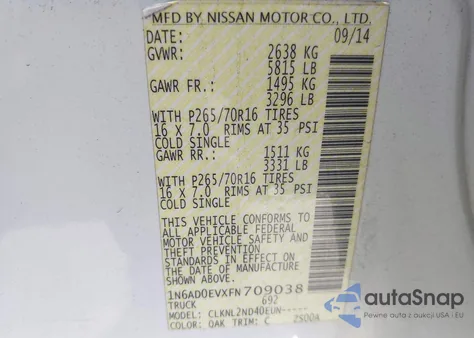 MFD BY NISSAN MOTOR CO., LTD.
DATE: 09/14
GVWR: 2638 KG
5815 LB
GAWR FR.: 1495 KG
3296 LB
WITH P265/70R16 TIRES
16 X 7.0 RIMS AT 35 PSI
COLD SINGLE
GAWR RR.: 1511 KG
3331 LB
WITH P265/70R16 TIRES
16 X 7.0 RIMS AT 35 PSI
COLD SINGLE
THIS VEHICLE CONFORMS TO
ALL APPLICABLE FEDERAL
MOTOR VEHICLE SAFETY AND
THEFT PREVENTION
STANDARDS IN EFFECT ON
THE DATE OF MANUFACTURE
SHOWN ABOVE.
1N6AD0EVXFN709038
TRUCK 692
MODEL: CLKNL2ND40EUN-----
COLOR: QAK TRIM: C 2500A
autoSnap
Pewne auta z USA i Kanady